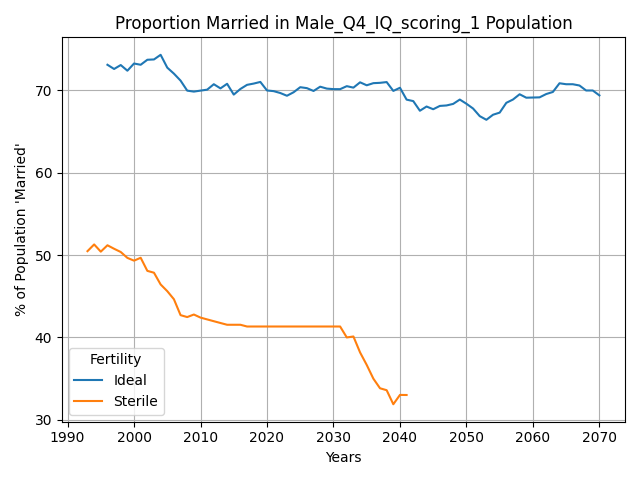 Proportion Married in Male_Q4_IQ_scoring_1 Population
% of Population 'Married'
70
60
50
40
30
Fertility
Ideal
Sterile
1990 2000 2010 2020 2030 2040 2050 2060 2070
Years